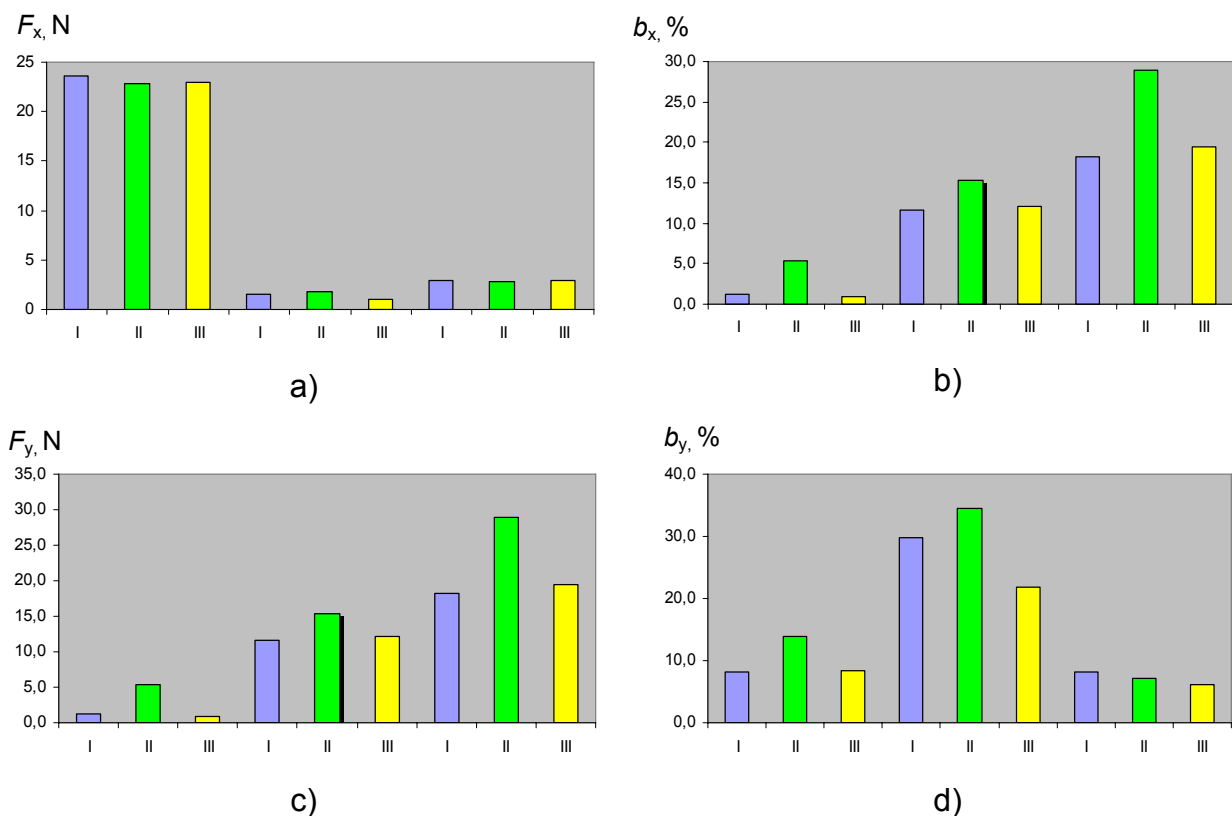 Fx, N
25
20
15
10
5
0
I II III I II III I II III
a)
bx, %
30,0
25,0
20,0
15,0
10,0
5,0
0,0
I II III I II III I II III
b)
Fy, N
35,0
30,0
25,0
20,0
15,0
10,0
5,0
0,0
I II III I II III I II III
c)
by, %
40,0
30,0
20,0
10,0
0,0
I II III I II III I II III
d)